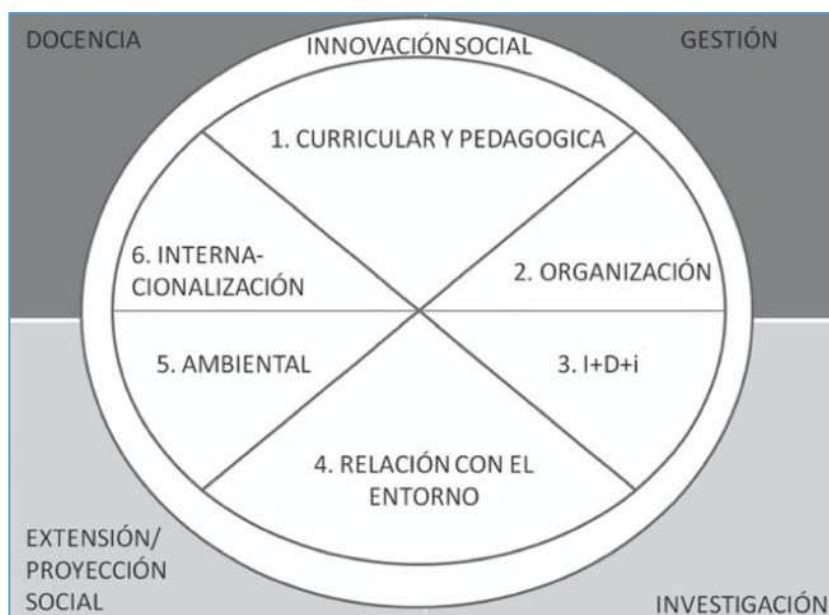 DOCENCIA
INNOVACIÓN SOCIAL
GESTIÓN
1. CURRICULAR Y PEDAGOGICA
6. INTERNA-
CIONALIZACIÓN
2. ORGANIZACIÓN
5. AMBIENTAL
3. I+D+i
4. RELACIÓN CON EL
ENTORNO
EXTENSIÓN/
PROYECCIÓN
SOCIAL
INVESTIGACIÓN